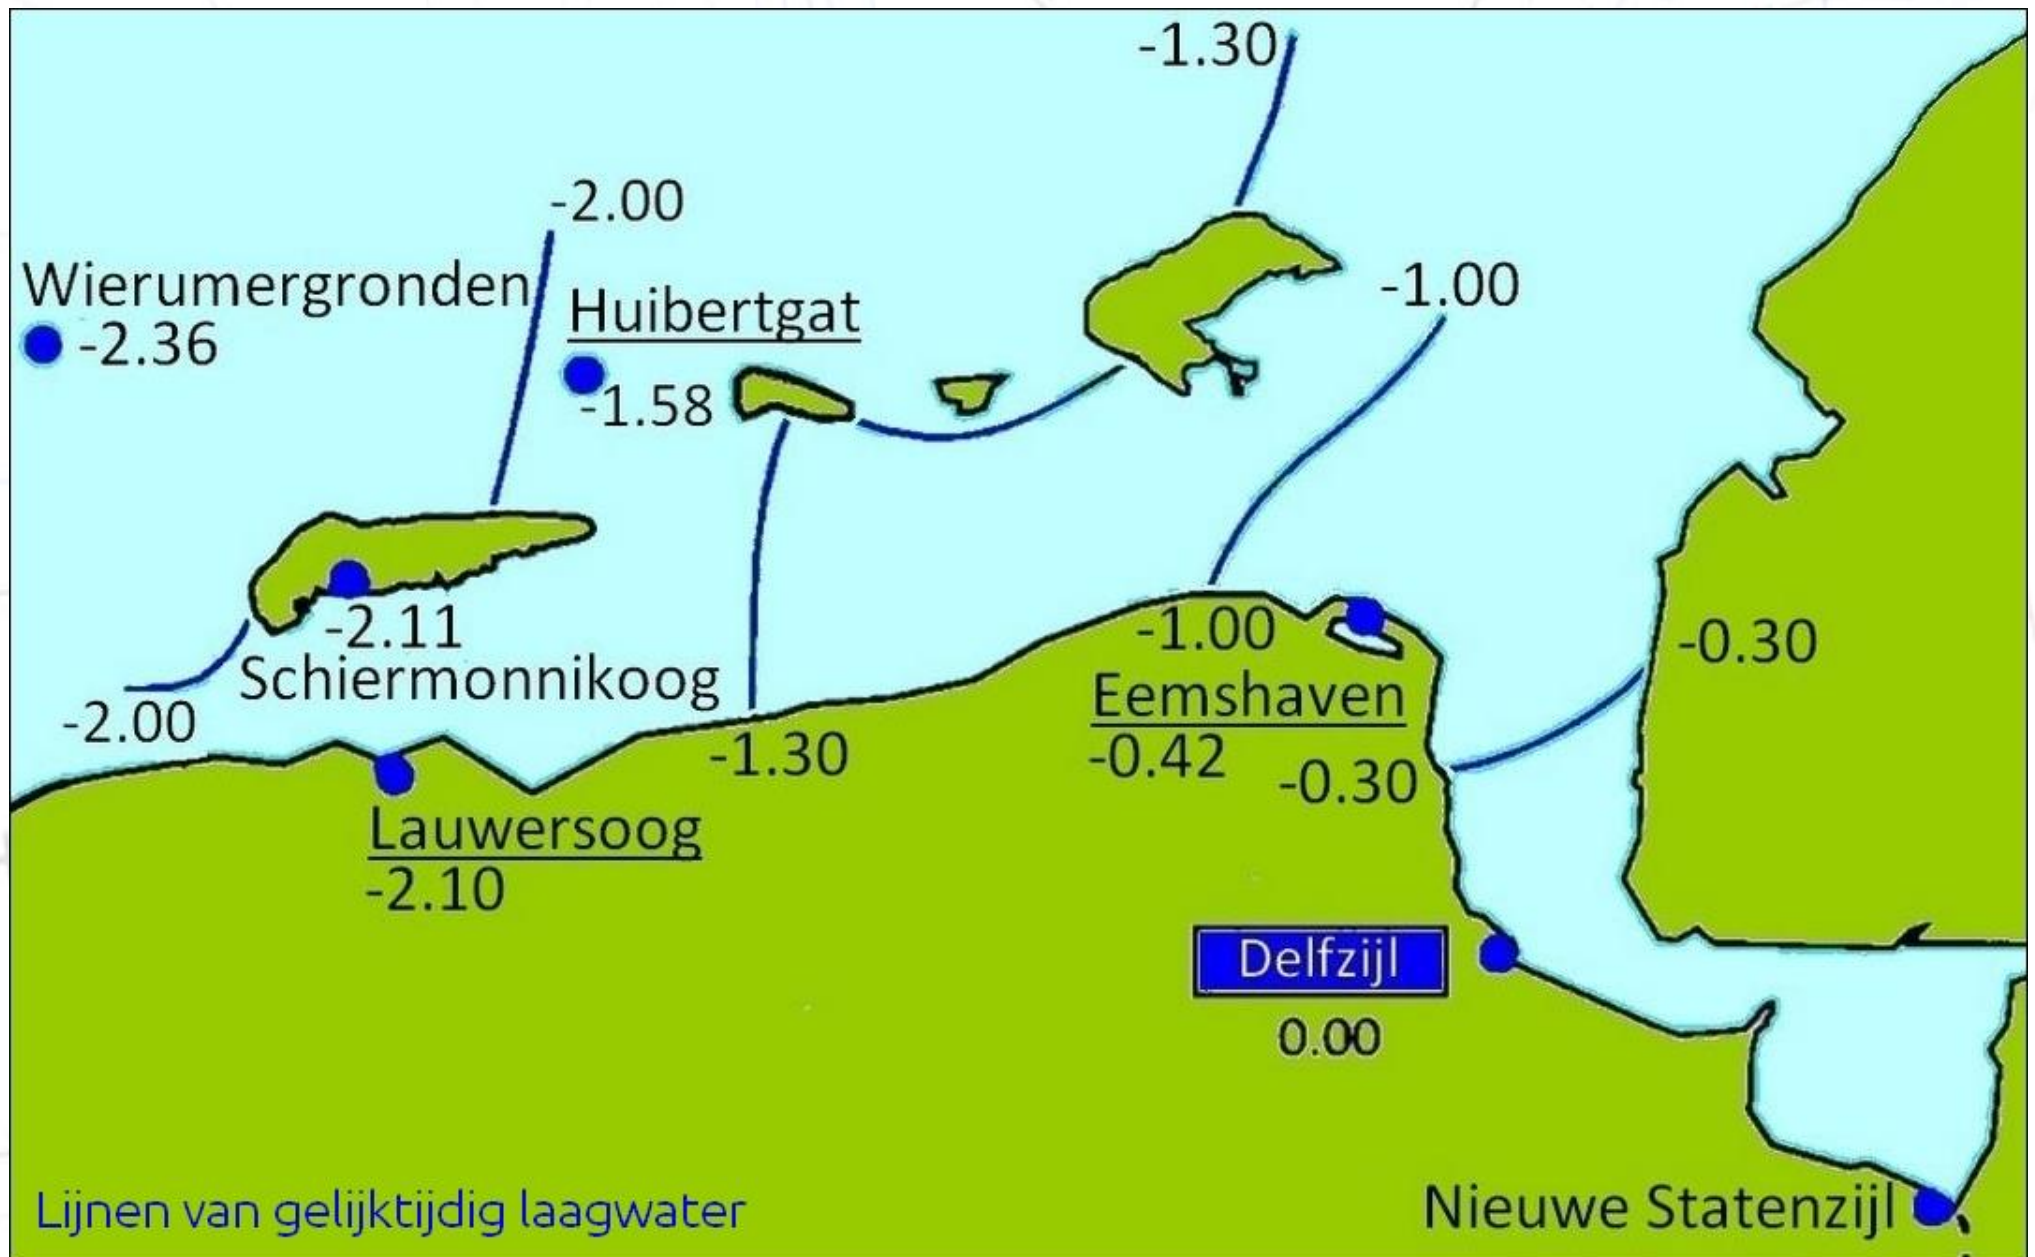 -1.30
-2.00
Wierumergronden
-2.36
Huibertgat
-1.58
-1.00
-2.11
Schiermonnikoog
-2.00
-1.30
-1.00
Eemshaven
-0.42
-0.30
-0.30
Lauwersoog
-2.10
Delfzijl
0.00
Nieuwe Statenzijl
Lijnen van gelijktijdig laagwater